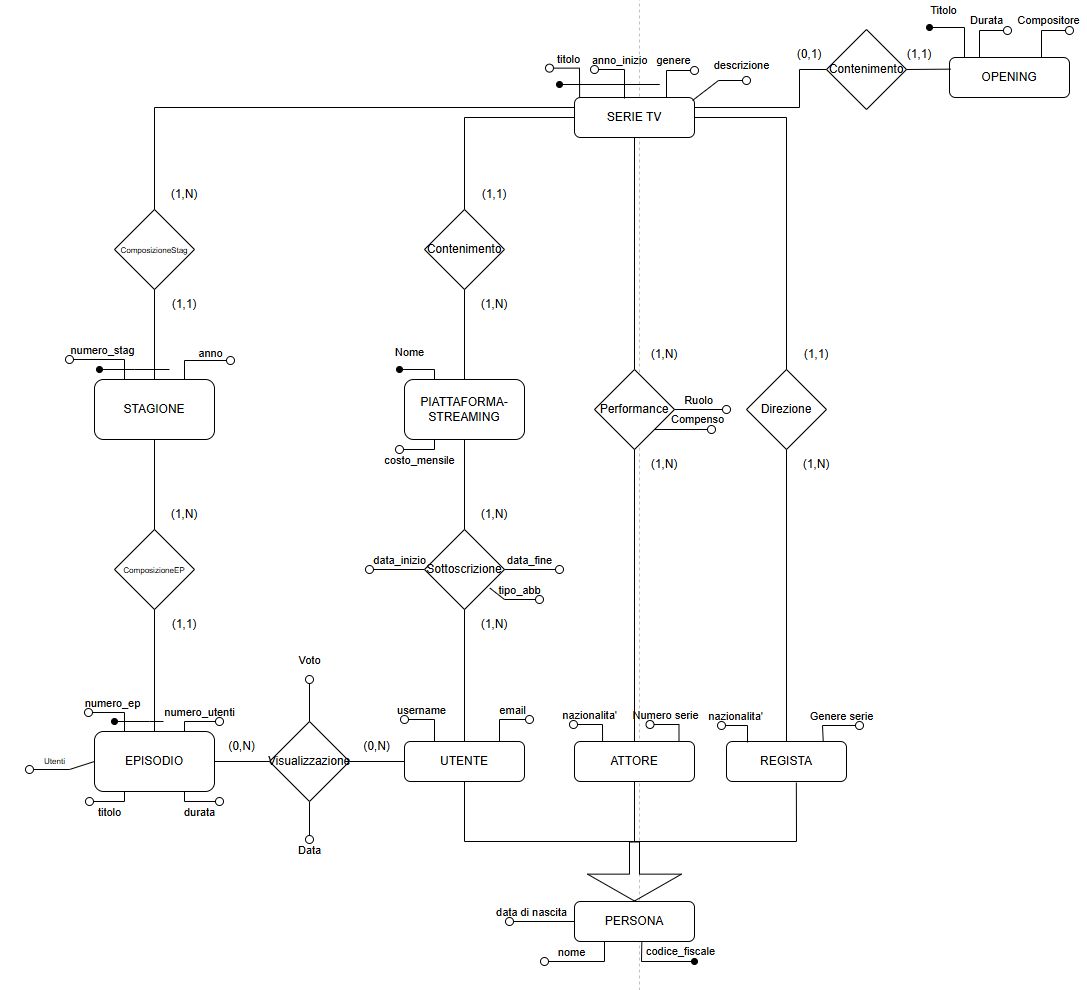 Titolo
Durata
Compositore
(0,1)
Contenimento
(1,1)
OPENING
titolo
anno_inizio
genere
descrizione
SERIE TV
(1,N)
(1,1)
ComposizioneStag
Contenimento
(1,1)
(1,N)
numero_stag
anno
Nome
(1,N)
(1,1)
STAGIONE
PIATTAFORMA-
STREAMING
Performance
Ruolo
Compenso
Direzione
costo_mensile
(1,N)
(1,N)
(1,N)
(1,N)
ComposizioneEP
data_inizio
Sottoscrizione
data_fine
tipo_abb
(1,1)
(1,N)
Voto
numero_ep
numero_utenti
username
email
nazionalita'
Numero serie
nazionalita'
Genere serie
Utenti
EPISODIO
(0,N)
Visualizzazione
(0,N)
UTENTE
ATTORE
REGISTA
titolo
durata
Data
data di nascita
PERSONA
nome
codice_fiscale